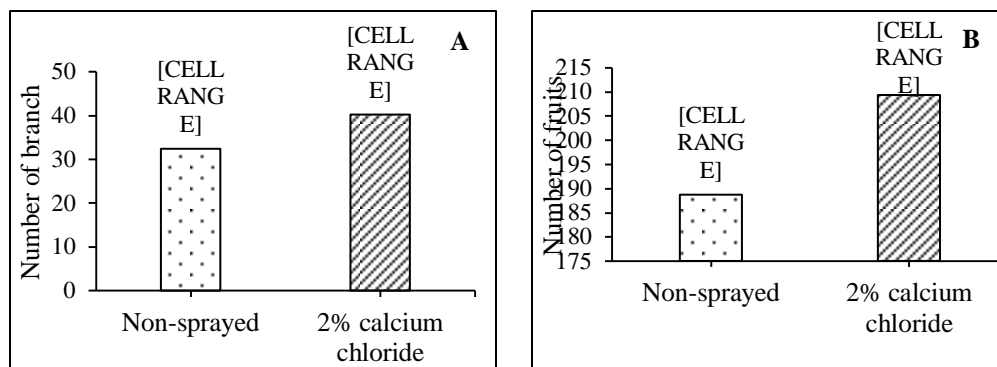 A
Number of branch
50
40
30
20
10
0
[CELL
RANG
E]
[CELL
RANG
E]
Non-sprayed
2% calcium
chloride
B
Number of fruits
215
210
205
200
195
190
185
180
175
[CELL
RANG
E]
[CELL
RANG
E]
Non-sprayed
2% calcium
chloride